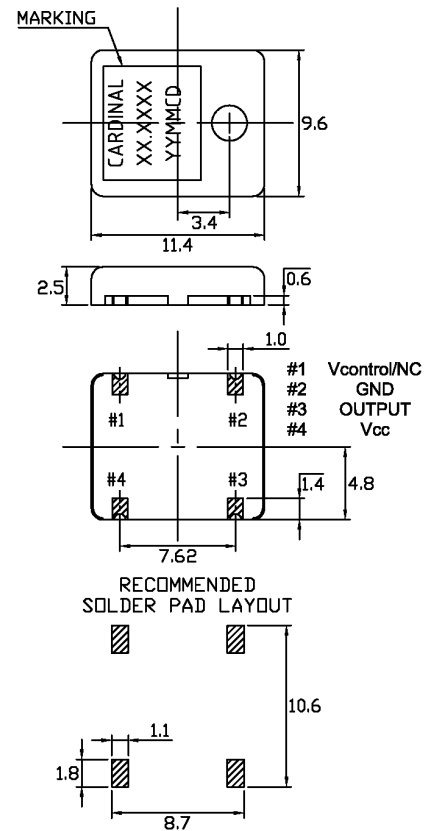 MARKING
CARDINAL
XX.XXXX
YYMMCD
9.6
3.4
11.4
2.5
0.6
1.0
#1 Vcontrol/NC
#2 GND
#3 OUTPUT
#4 Vcc
#1 #2
#4 #3
1.4
4.8
7.62
RECOMMENDED
SOLDER PAD LAYOUT
10.6
1.1
1.8
8.7